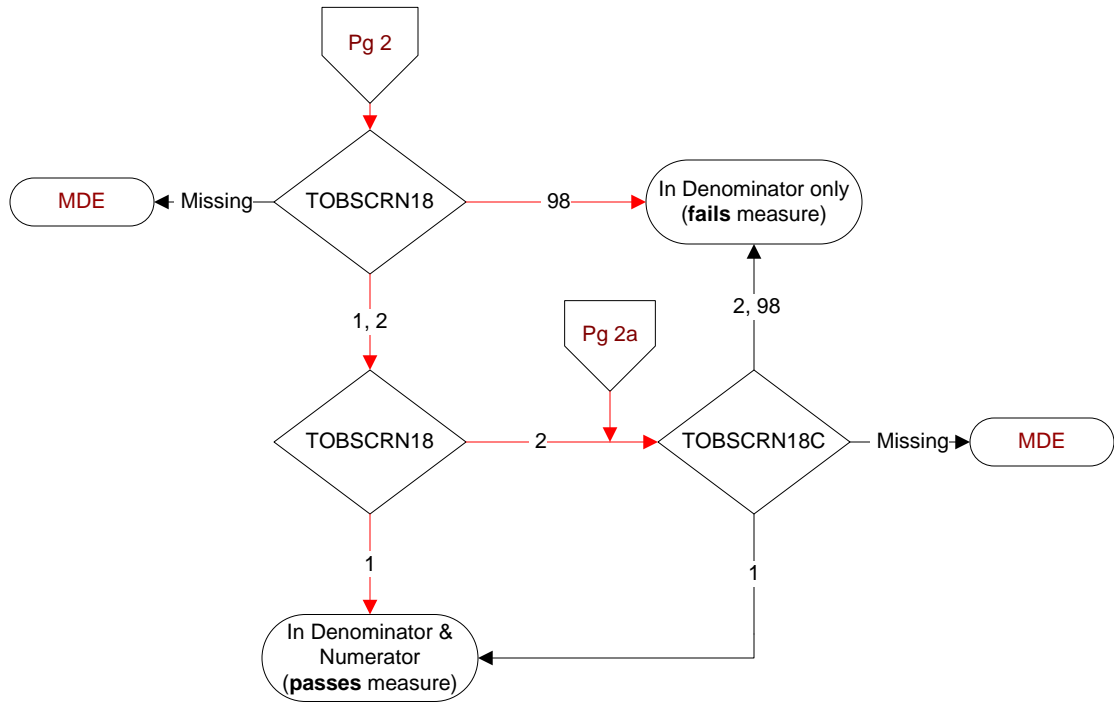 Pg 2
MDE
Missing
TOBSCRN18
98
In Denominator only
(fails measure)
1, 2
Pg 2a
2, 98
TOBSCRN18
2
TOBSCRN18C
Missing
MDE
1
1
In Denominator &
Numerator
(passes measure)